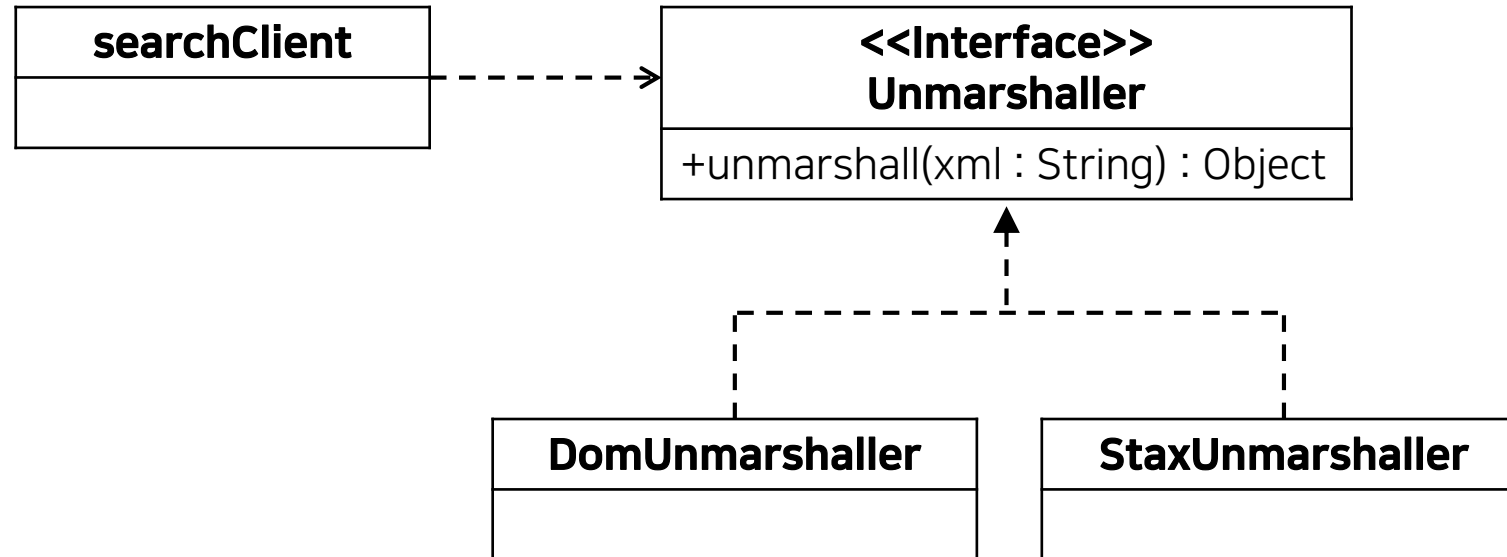 searchClient
<<Interface>>
Unmarshaller
+unmarshall(xml : String) : Object
DomUnmarshaller
StaxUnmarshaller